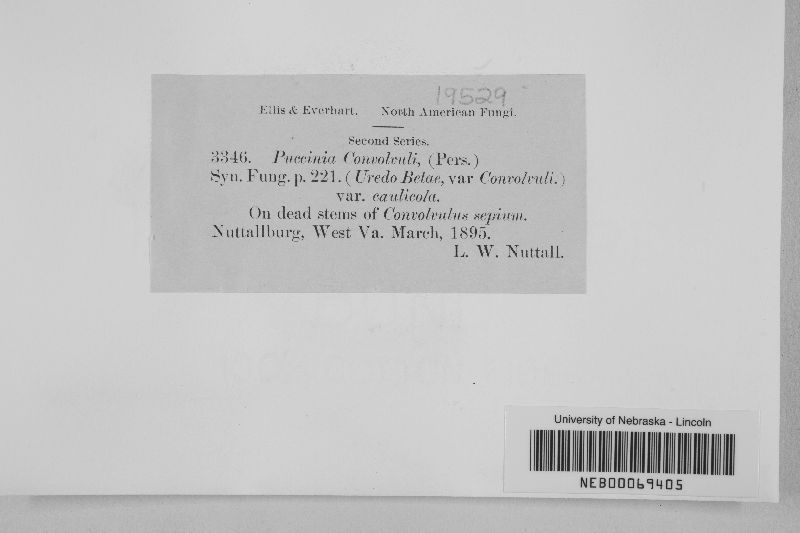 19529
Ellis & Everhart. North American Fungi.
Second Series.
3346. Puccinia Convolvuli, (Pers.)
Syn. Fung. p. 221. (Uredo Betae, var Convolvuli.)
var. caulicola.
On dead stems of Convolvulus sepium.
Nuttallburg, West Va. March, 1895.
L. W. Nuttall.
University of Nebraska - Lincoln
NEB00069405